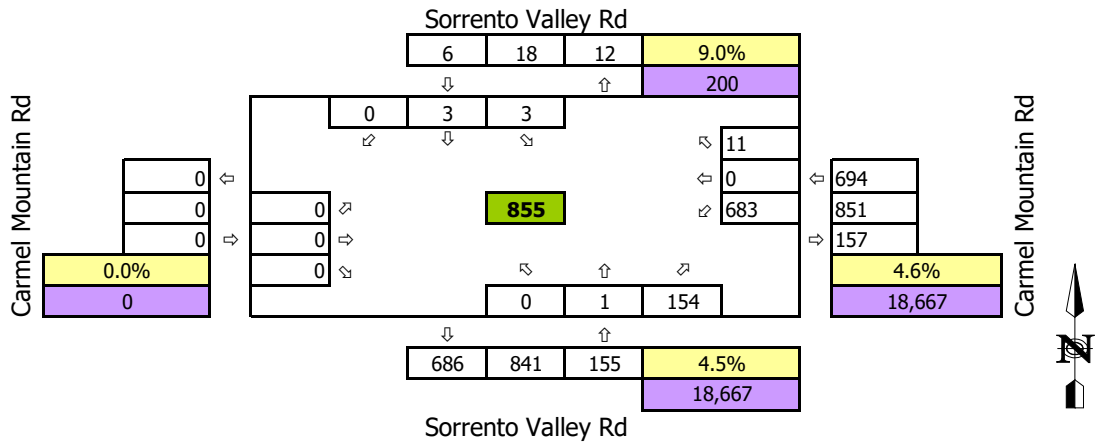 Sorrento Valley Rd
6 18 12 9.0%
⇩ ⇧ 200
0 3 3
⬃ ⇩ ⬂
11
0 ⇦ ⇦ 0 ⇦ 694
0 0 855 683 851
0 ⇨ 0 ⇨ ⇨ 157
0.0% 0 4.6%
0 0 1 154 18,667
⇩ ⇧
686 841 155 4.5%
18,667
Sorrento Valley Rd
Carmel Mountain Rd
Carmel Mountain Rd
N